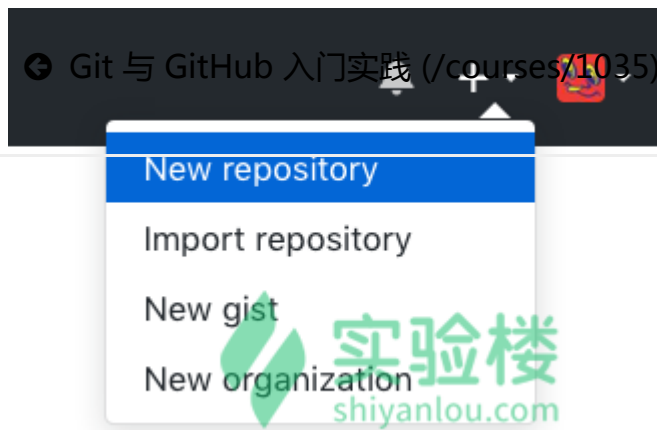 Git 与 GitHub 入门实践 (/courses/1035)
New repository
Import repository
New gist
New organization
实验楼
shiyanlou.com